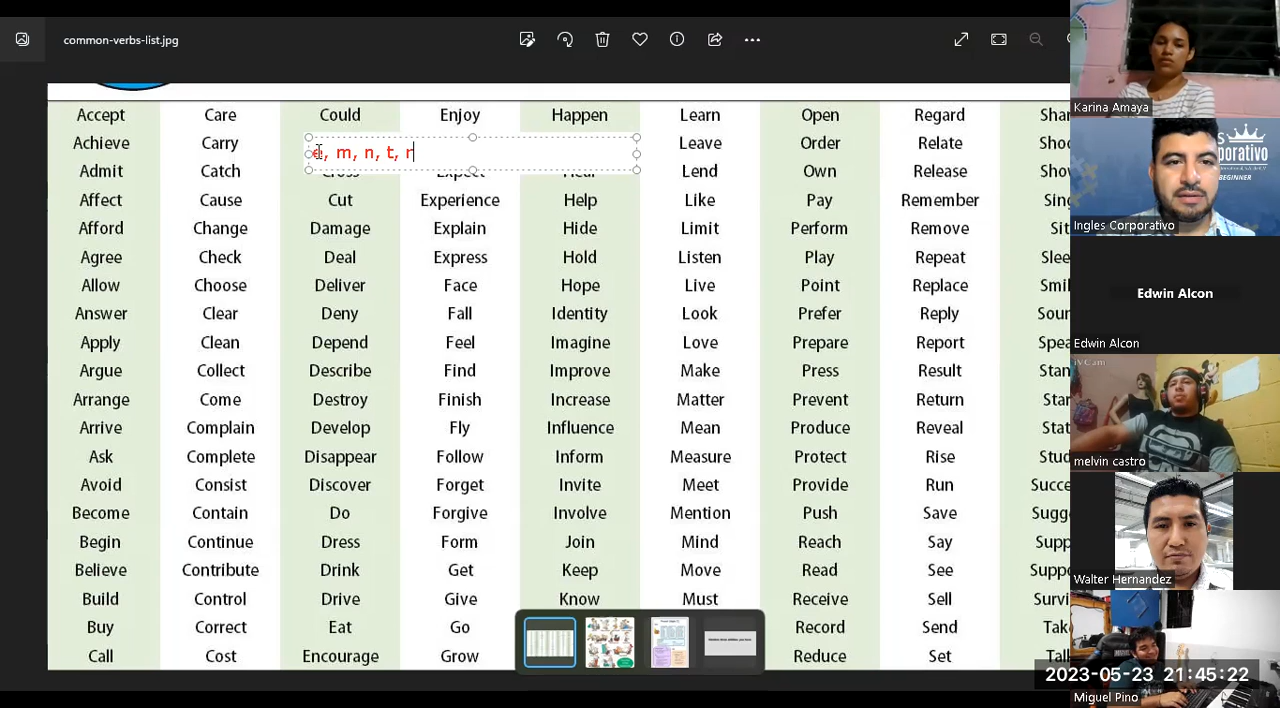 common-verbs-list.jpg
Accept Care Could Enjoy Happen Learn Open Regard
Achieve Carry Leave Order Relate
Admit Catch Cross Expect Hear Lend Own Release
, m, n, t, r
Affect Cause Cut Experience Help Like Pay Remember
Afford Change Damage Explain Hide Limit Perform Remove
Agree Check Deal Express Hold Listen Play Repeat
Allow Choose Deliver Face Hope Live Point Replace
Answer Clear Deny Fall Identity Look Prefer Reply
Apply Clean Depend Feel Imagine Love Prepare Report
Argue Collect Describe Find Improve Make Press Result
Arrange Come Destroy Finish Increase Matter Prevent Return
Arrive Complain Develop Fly Influence Mean Produce Reveal
Ask Complete Disappear Follow Inform Measure Protect Rise
Avoid Consist Discover Forget Invite Meet Provide Run
Become Contain Do Forgive Involve Mention Push Save
Begin Continue Dress Form Join Mind Reach Say
Believe Contribute Drink Get Keep Move Read See
Build Control Drive Give Know Must Receive Sell
Buy Correct Eat Go Record Send
Call Cost Encourage Grow Reduce Set
Karina Amaya
BEGINNER
Ingles Corporativo
Edwin Alcon
Edwin Alcon
melvin castro
Walter Hernandez
2023-05-23 21:45:22
Miguel Pino